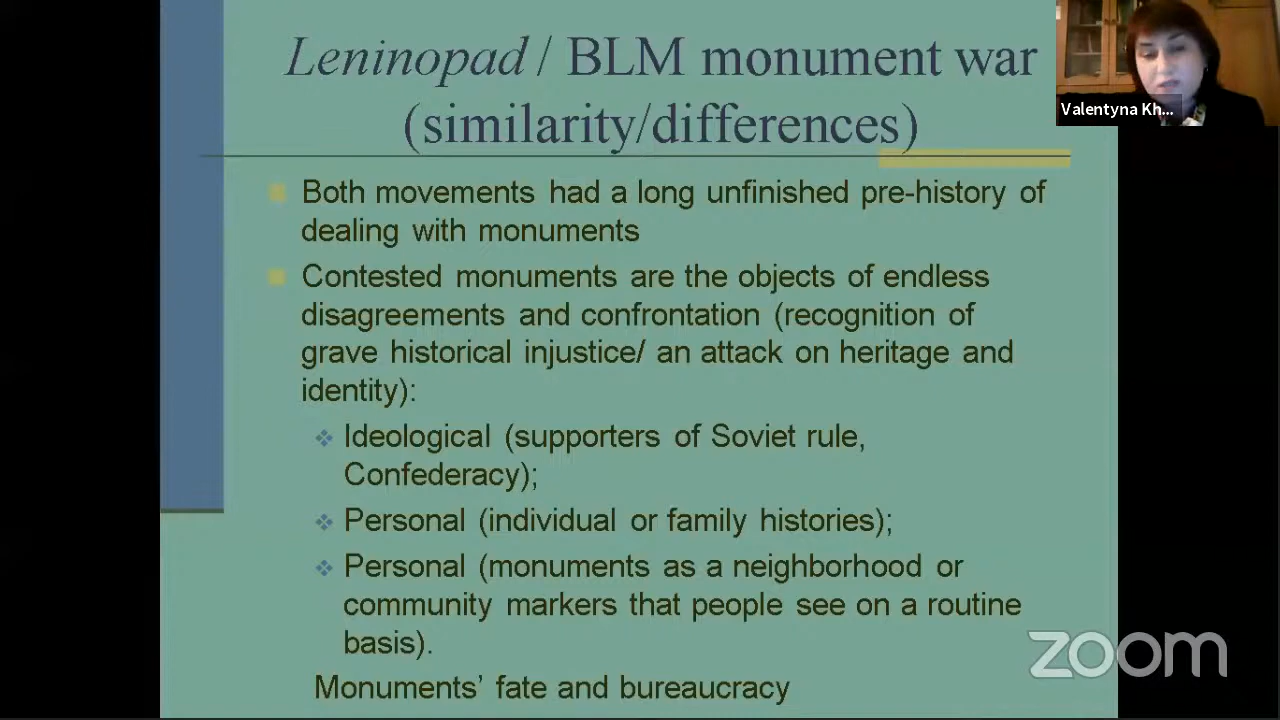 Leninopad / BLM monument war
(similarity/differences)
Valentyna Kh...
Both movements had a long unfinished pre-history of
dealing with monuments
Contested monuments are the objects of endless
disagreements and confrontation (recognition of
grave historical injustice/ an attack on heritage and
identity):
Ideological (supporters of Soviet rule,
Confederacy);
Personal (individual or family histories);
Personal (monuments as a neighborhood or
community markers that people see on a routine
basis).
Monuments’ fate and bureaucracy
zoom